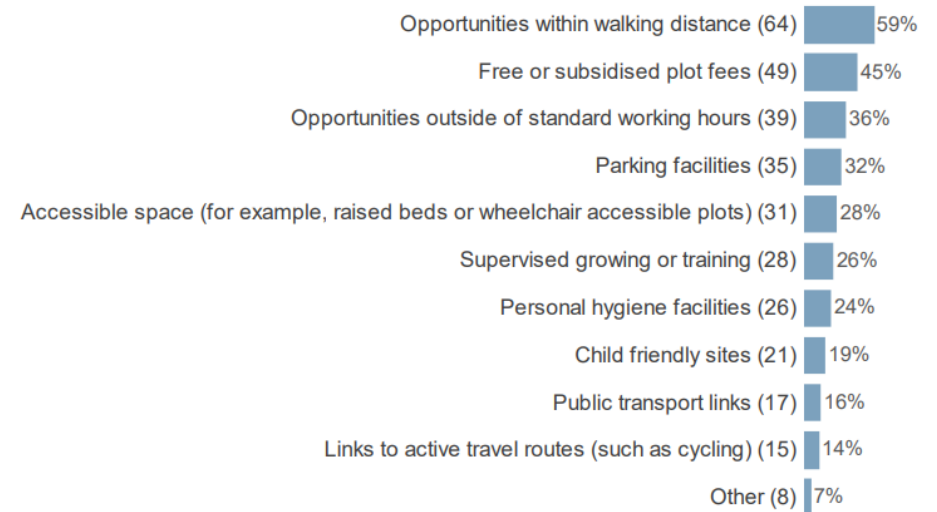 Opportunities within walking distance (64) 59%
Free or subsidised plot fees (49) 45%
Opportunities outside of standard working hours (39) 36%
Parking facilities (35) 32%
Accessible space (for example, raised beds or wheelchair accessible plots) (31) 28%
Supervised growing or training (28) 26%
Personal hygiene facilities (26) 24%
Child friendly sites (21) 19%
Public transport links (17) 16%
Links to active travel routes (such as cycling) (15) 14%
Other (8) 7%